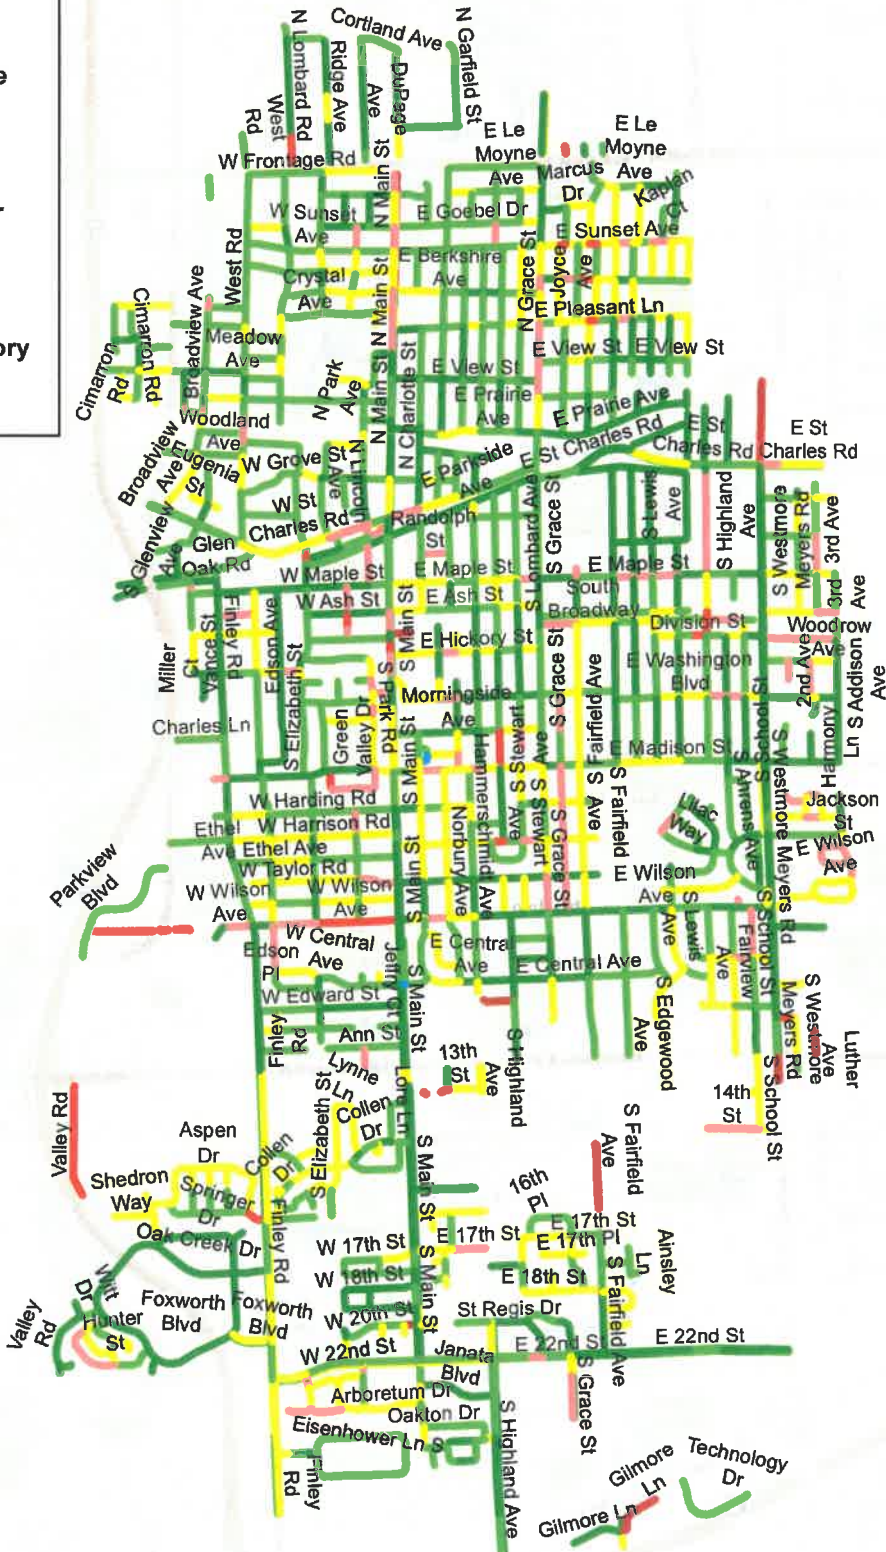 e
r
ory
N Lombard Rd
Ridge Ave
Cortland Ave
DuPage
Ave
N Garfield St
West
Rd
W Frontage Rd
N Main St
E Le
Moyne
Ave
Marcus
Dr
E Le
Moyne
Ave
Kaplan
Ct
W Sunset
Ave
E Goebel Dr
E Sunset Ave
West Rd
Crystal
Ave
N Main St
E Berkshire
Ave
N Grace St
Joyce
Ave
E Pleasant Ln
Cimarron
Rd
Cimarron Rd
Broadview Ave
Meadow
Ave
N Park
Ave
N Main St
N Charlotte St
E View St
E View St
E View St
E Prairie
Ave
E Prairie Ave
Woodland
Ave
Broadview
Ave
Eugenia
St
W Grove St
N Lincoln
Ave
E Parkside
Ave
E St Charles Rd
E St
Charles Rd
E St
Charles Rd
W St
Charles Rd
Randolph
St
S Lombard Ave
S Grace St
S Lewis
Ave
S Highland
Ave
S Westmore
Meyers Rd
3rd Ave
S Glenview
Ave
Glen
Oak Rd
W Maple St
E Maple St
E Maple St
3rd
Ave
W Ash St
E Ash St
South
Broadway
Division St
Woodrow
Ave
Miller
Ct
Vance St
Finley Rd
Edson Ave
S Elizabeth St
S Main St
E Hickory St
S Grace St
E Washington
Blvd
2nd Ave
S Addison
Ave
Charles Ln
Green
Valley Dr
S Park Rd
Morningside
Ave
S Main St
Hammerschmidt Ave
S Stewart
Ave
S Fairfield Ave
E Madison St
S School St
Harmony
Ln
W Harding Rd
S Stewart
Ave
S Grace St
S Fairfield
Ave
Lilac
Way
S Ahrens Ave
S Westmore Meyers Rd
Jackson
St
Ethel
Ave
W Harrison Rd
Ethel Ave
W Taylor Rd
S Main St
Norbury Ave
E Wilson
Ave
E Wilson
Ave
Parkview
Blvd
W Wilson
Ave
W Wilson
Ave
W Central
Ave
Edson
Pl
W Edward St
Jeffry Ct
S Main St
E Central
Ave
E Central Ave
S Lewis
Ave
Fairview
S School St
S Edgewood
Ave
Meyers Rd
S Westmore
Ave
Luther
Finley
Rd
Ann St
Lynne
Ln
13th
St
Ave
S Highland
Ave
Valley Rd
Aspen
Dr
Collen
Dr
S Elizabeth St
Collen
Dr
Lore Ln
14th
St
S School St
Shedron
Way
Springer
Dr
S Main St
16th
Pl
S Fairfield
Ave
Oak Creek Dr
Finley Rd
W 17th St
E 17th St
E 17th St
E 17th Pl
Ainsley
Ln
Witt
Dr
W 18th St
S Main St
E 18th St
Valley
Rd
Hunter
St
Foxworth
Blvd
Foxworth
Blvd
W 20th St
St Regis Dr
S Fairfield Ave
W 22nd St
Janata
Blvd
E 22nd St
E 22nd St
Arboretum Dr
S Grace St
Oakton Dr
Eisenhower Ln S
S Highland Ave
Finley
Rd
Gilmore
Ln
Gilmore Ln
Technology
Dr